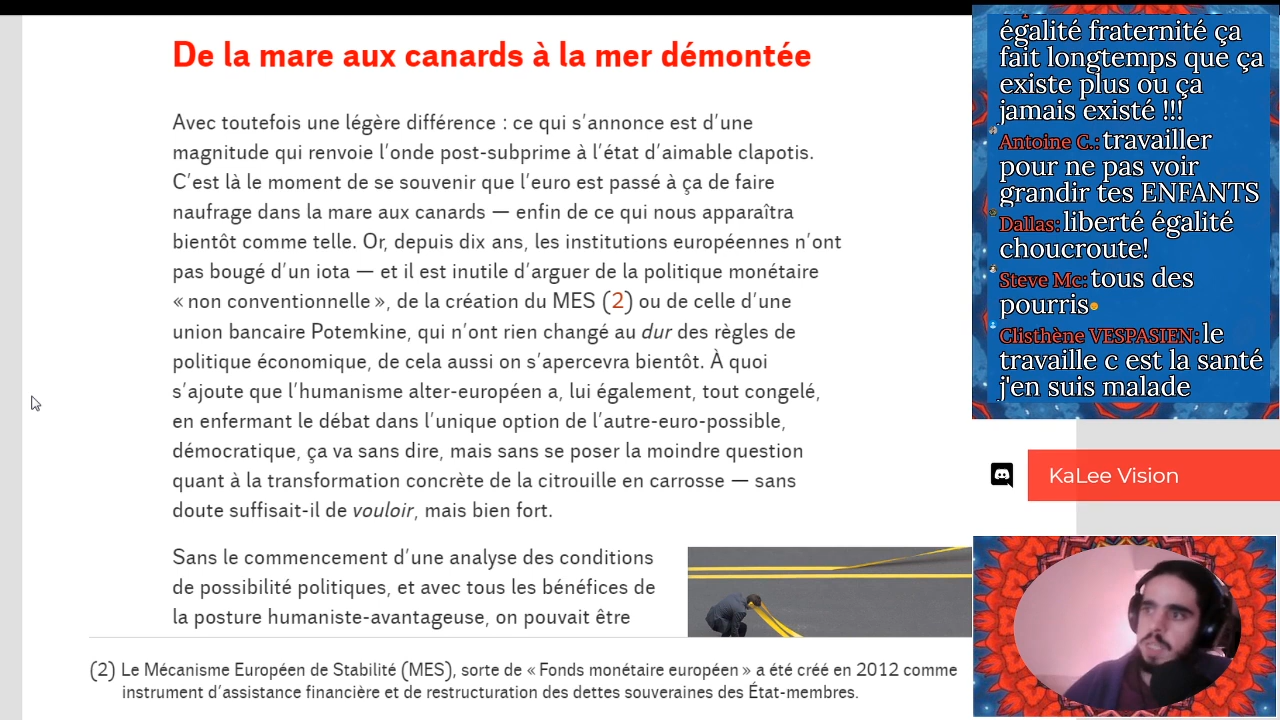 De la mare aux canards à la mer démontée
Avec toutefois une légère différence : ce qui s’annonce est d’une
magnitude qui renvoie l’onde post-subprime à l’état d’aimable clapotis.
C’est là le moment de se souvenir que l’euro est passé à ça de faire
naufrage dans la mare aux canards — enfin de ce qui nous apparaîtra
bientôt comme telle. Or, depuis dix ans, les institutions européennes n’ont
pas bougé d’un iota — et il est inutile d’arguer de la politique monétaire
« non conventionnelle », de la création du MES (2) ou de celle d’une
union bancaire Potemkine, qui n’ont rien changé au dur des règles de
politique économique, de cela aussi on s’apercevra bientôt. À quoi
s’ajoute que l’humanisme alter-européen a, lui également, tout congelé,
en enfermant le débat dans l’unique option de l’autre-euro-possible,
démocratique, ça va sans dire, mais sans se poser la moindre question
quant à la transformation concrète de la citrouille en carrosse — sans
doute suffisait-il de vouloir, mais bien fort.
Sans le commencement d’une analyse des conditions
de possibilité politiques, et avec tous les bénéfices de
la posture humaniste-avantageuse, on pouvait être
(2) Le Mécanisme Européen de Stabilité (MES), sorte de « Fonds monétaire européen » a été créé en 2012 comme
instrument d’assistance financière et de restructuration des dettes souveraines des État-membres.
égalité fraternité ça
fait longtemps que ça
existe plus ou ça
jamais existé !!!
Antoine C.: travailler
pour ne pas voir
grandir tes ENFANTS
Dallas: liberté égalité
choucroute!
Steve Mc: tous des
pourris
Clisthène VESPASIEN: le
travaille c est la santé
j'en suis malade
KaLee Vision